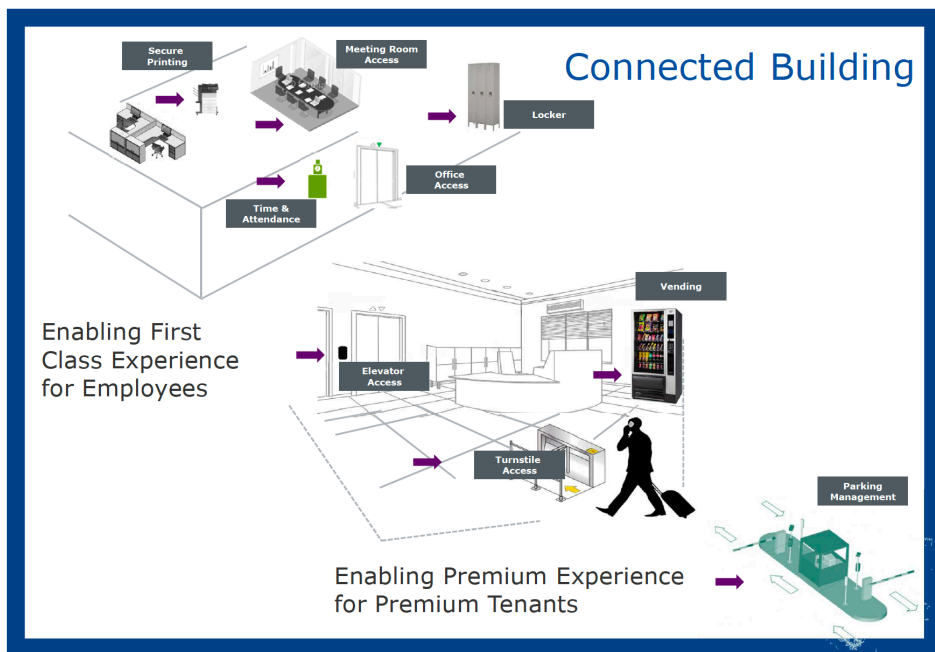 Connected Building
Secure
Printing
Meeting Room
Access
Locker
Office
Access
Time &
Attendance
Vending
Enabling First
Class Experience
for Employees
Elevator
Access
Turnstile
Access
Parking
Management
Enabling Premium Experience
for Premium Tenants